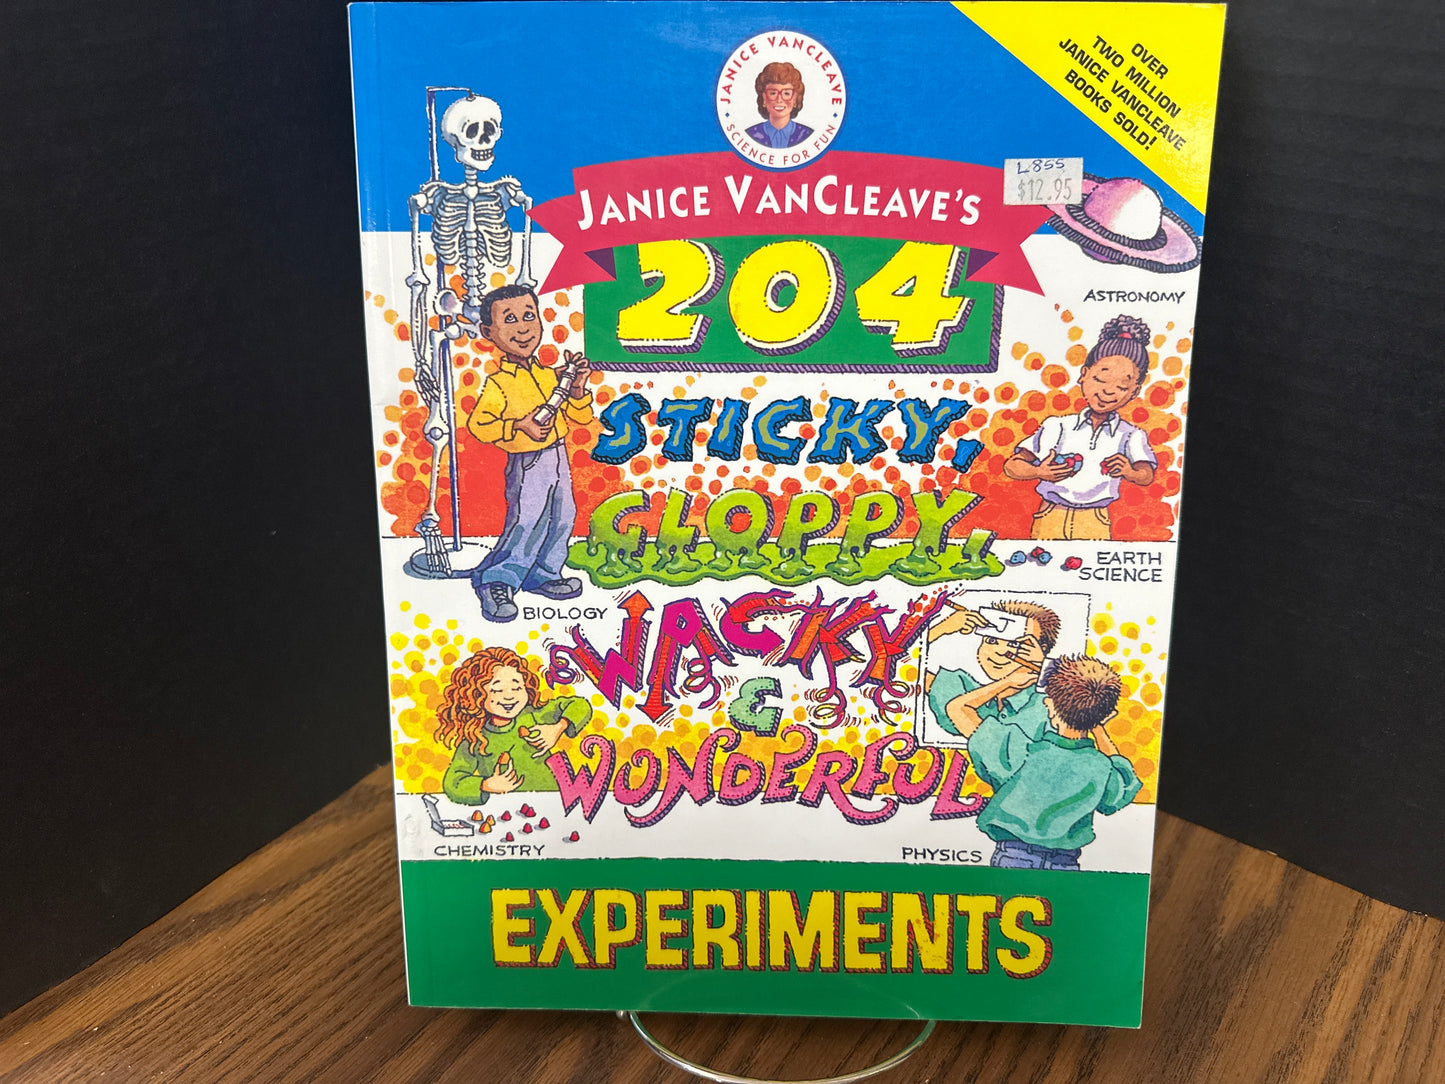 JANICE VANCLEAVE
SCIENCE FOR FUN
OVER
TWO MILLION
JANICE VANCLEAVE
BOOKS SOLD!
L855
$12.95
JANICE VANCLEAVE'S
204
ASTRONOMY
STICKY,
GLOPPY,
EARTH
SCIENCE
BIOLOGY
WACKY
J
&
WONDERFUL
CHEMISTRY
PHYSICS
EXPERIMENTS